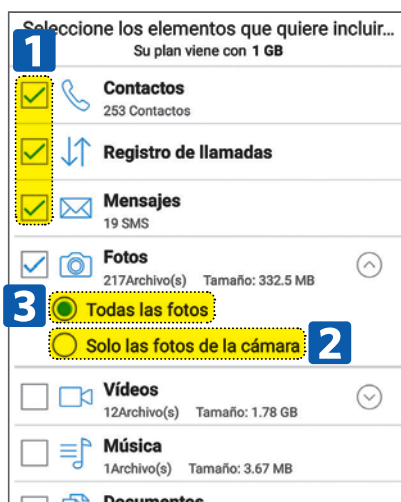 Seleccione los elementos que quiere incluir...
Su plan viene con 1 GB
1
Contactos
253 Contactos
Registro de llamadas
Mensajes
19 SMS
Fotos
217Archivo(s) Tamaño: 332.5 MB
3
Todas las fotos
Solo las fotos de la cámara
2
Vídeos
12Archivo(s) Tamaño: 1.78 GB
Música
1Archivo(s) Tamaño: 3.67 MB
Documentos